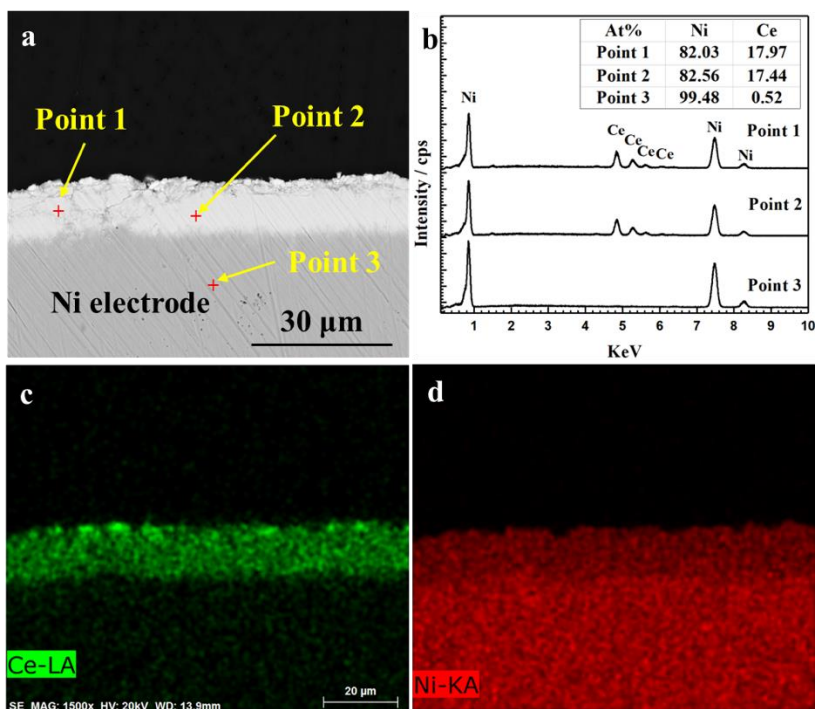 a
Point 1
Point 2
Point 3
Ni electrode
30 μm
b
At% Ni Ce
Point 1 82.03 17.97
Point 2 82.56 17.44
Point 3 99.48 0.52
Ni
Ce
Ce
Ce
Ce
Ni
Ni
Point 1
Point 2
Point 3
Intensity / cps
1 2 3 4 5 6 7 8 9 10
KeV
c
Ce-LA
20 μm
SE MAG: 1500x HV: 20kV WD: 13.9mm
d
Ni-KA